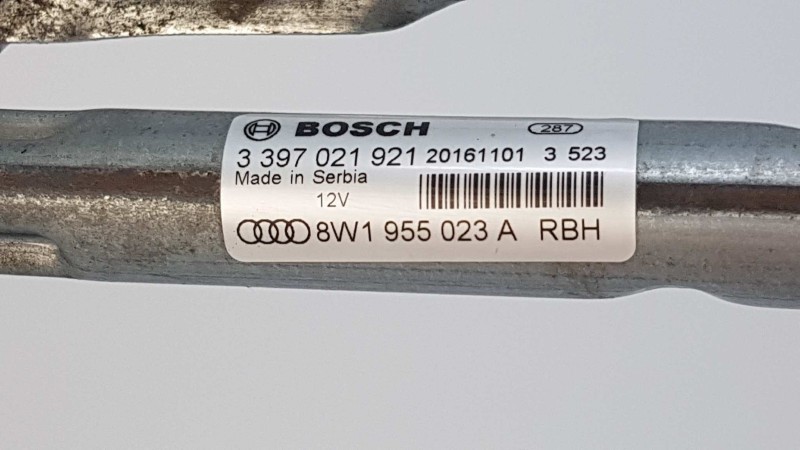 BOSCH 287
3 397 021 921 20161101 3 523
Made in Serbia
12V
8W1 955 023 A RBH